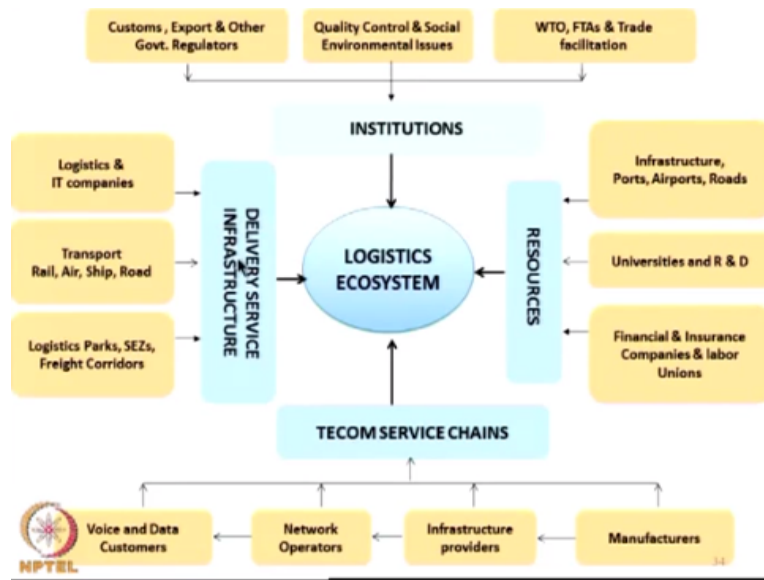 Customs , Export & Other
Govt. Regulators
Quality Control & Social
Environmental Issues
WTO, FTAs & Trade
facilitation
INSTITUTIONS
Logistics &
IT companies
Transport
Rail, Air, Ship, Road
Logistics Parks, SEZs,
Freight Corridors
DELIVERY SERVICE
INFRASTRUCTURE
LOGISTICS
ECOSYSTEM
RESOURCES
Infrastructure,
Ports, Airports, Roads
Universities and R & D
Financial & Insurance
Companies & labor
Unions
TECOM SERVICE CHAINS
Voice and Data
Customers
Network
Operators
Infrastructure
providers
Manufacturers
NPTEL
34